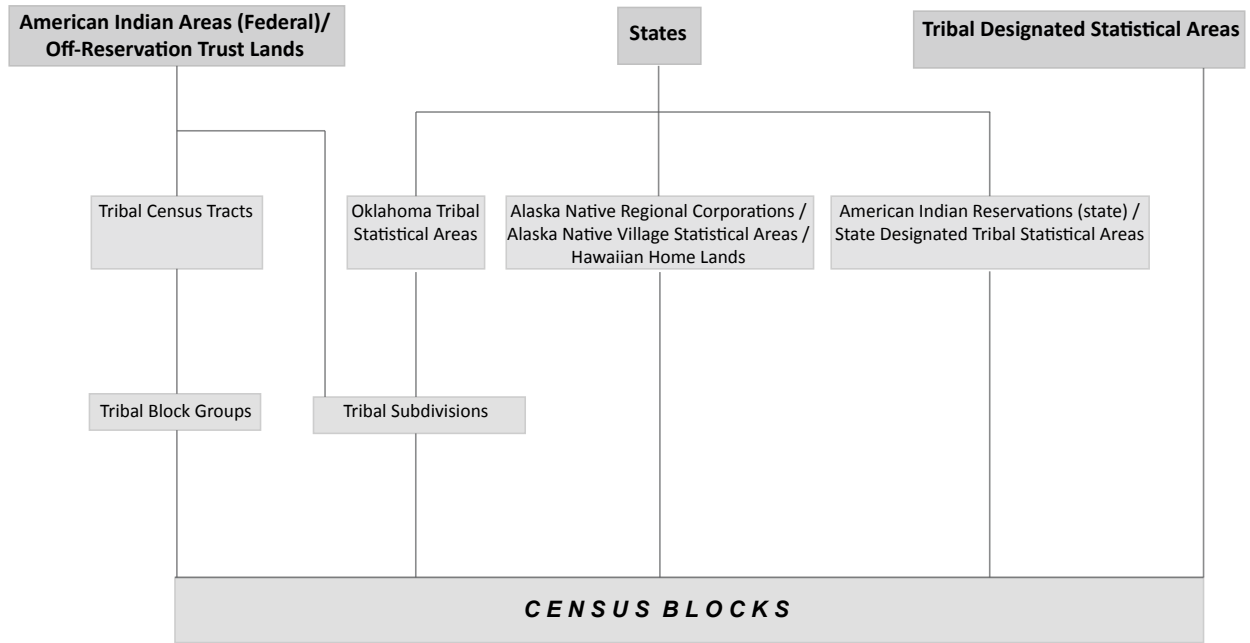 American Indian Areas (Federal)/
Off-Reservation Trust Lands
States
Tribal Designated Statistical Areas
Tribal Census Tracts
Oklahoma Tribal
Statistical Areas
Alaska Native Regional Corporations /
Alaska Native Village Statistical Areas /
Hawaiian Home Lands
American Indian Reservations (state) /
State Designated Tribal Statistical Areas
Tribal Block Groups
Tribal Subdivisions
CENSUS BLOCKS